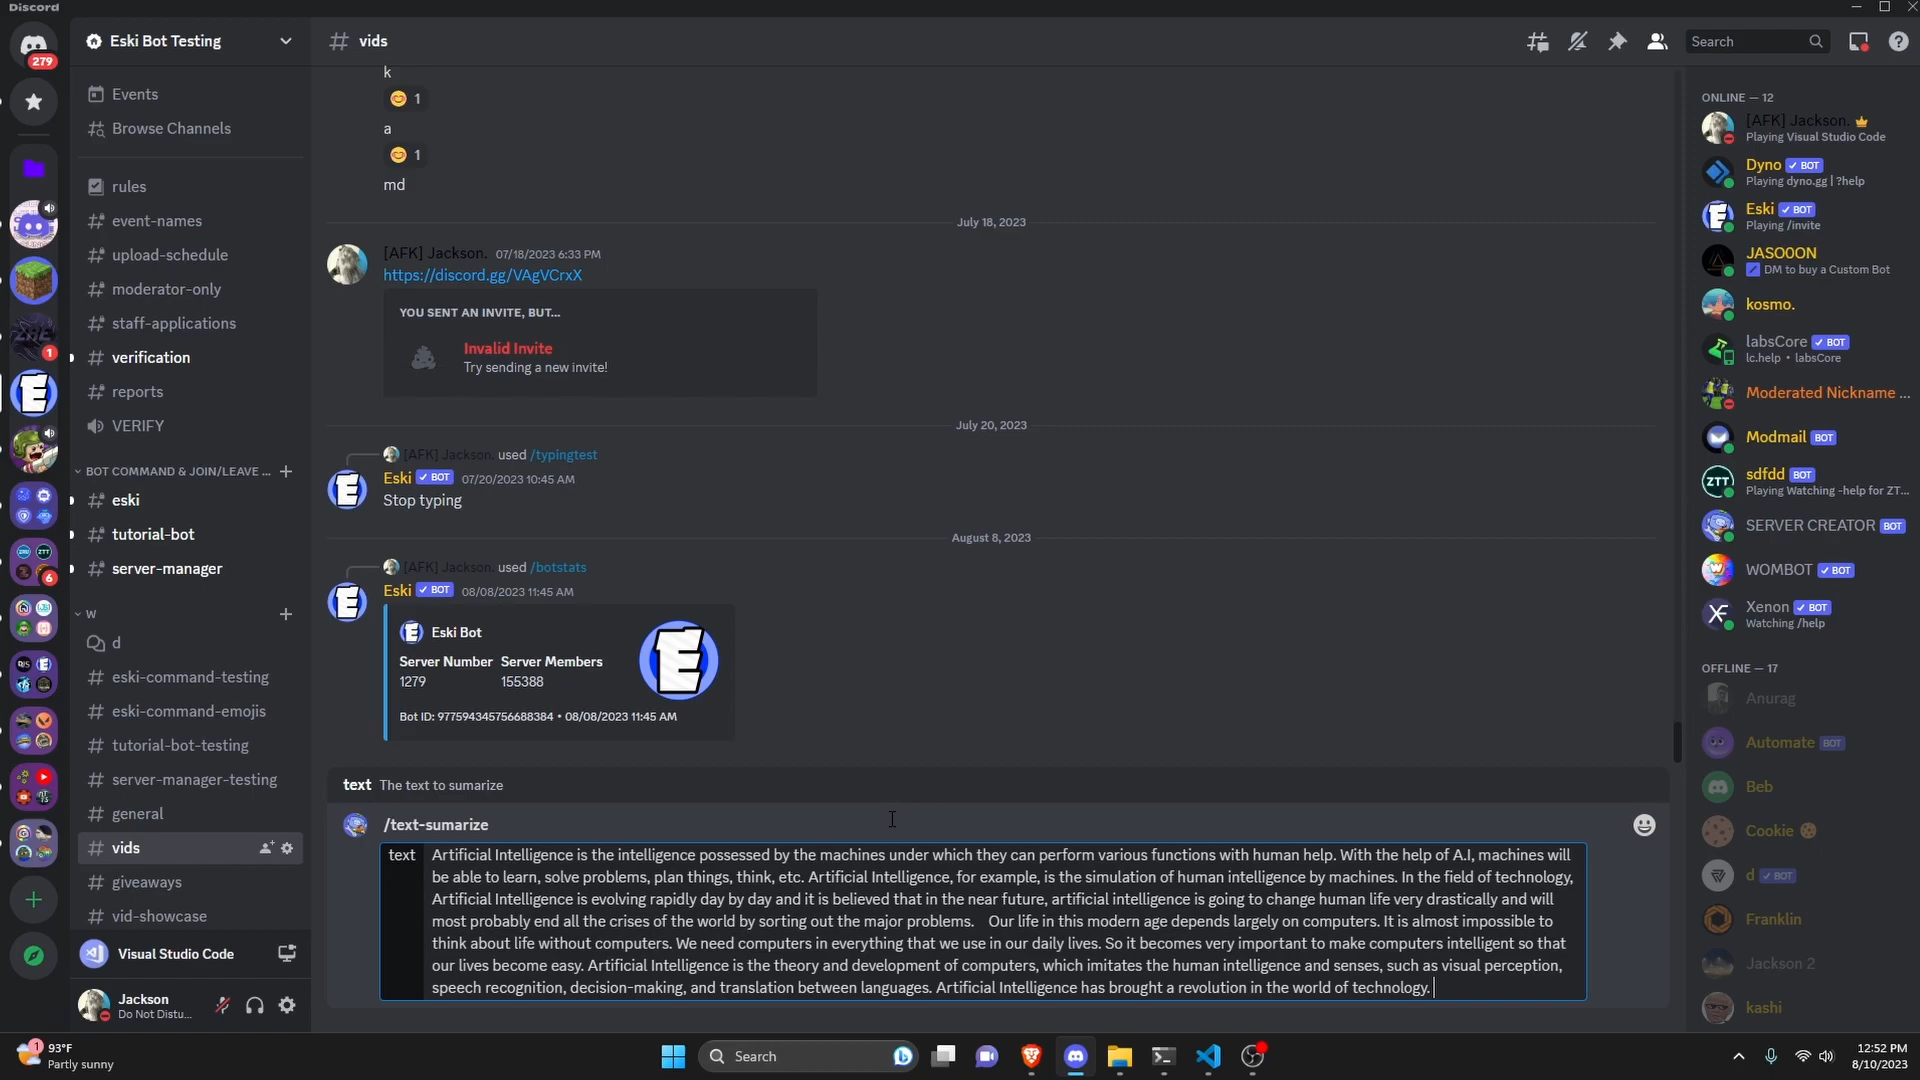 Discord
279
Eski Bot Testing
Events
Browse Channels
rules
event-names
upload-schedule
moderator-only
staff-applications
verification
1
reports
VERIFY
BOT COMMAND & JOIN/LEAVE ...
eski
tutorial-bot
server-manager
6
W
d
eski-command-testing
eski-command-emojis
tutorial-bot-testing
server-manager-testing
general
vids
giveaways
vid-showcase
Visual Studio Code
Jackson
Do Not Distu...
vids
Search
k
1
a
1
md
July 18, 2023
[AFK] Jackson. 07/18/2023 6:33 PM
https://discord.gg/VAgVCrxX
YOU SENT AN INVITE, BUT...
Invalid Invite
Try sending a new invite!
July 20, 2023
[AFK] Jackson. used /typingtest
Eski BOT 07/20/2023 10:45 AM
Stop typing
August 8, 2023
[AFK] Jackson. used /botstats
Eski BOT 08/08/2023 11:45 AM
Eski Bot
Server Number Server Members
1279 155388
Bot ID: 977594345756688384 • 08/08/2023 11:45 AM
text The text to sumarize
/text-sumarize
text Artificial Intelligence is the intelligence possessed by the machines under which they can perform various functions with human help. With the help of A.I, machines will
be able to learn, solve problems, plan things, think, etc. Artificial Intelligence, for example, is the simulation of human intelligence by machines. In the field of technology,
Artificial Intelligence is evolving rapidly day by day and it is believed that in the near future, artificial intelligence is going to change human life very drastically and will
most probably end all the crises of the world by sorting out the major problems. Our life in this modern age depends largely on computers. It is almost impossible to
think about life without computers. We need computers in everything that we use in our daily lives. So it becomes very important to make computers intelligent so that
our lives become easy. Artificial Intelligence is the theory and development of computers, which imitates the human intelligence and senses, such as visual perception,
speech recognition, decision-making, and translation between languages. Artificial Intelligence has brought a revolution in the world of technology.
ONLINE — 12
[AFK] Jackson.
Playing Visual Studio Code
Dyno BOT
Playing dyno.gg | ?help
Eski BOT
Playing /invite
JASO0ON
DM to buy a Custom Bot
kosmo.
labsCore BOT
lc.help • labsCore
Moderated Nickname ...
Modmail BOT
sdfdd BOT
Playing Watching -help for ZT...
SERVER CREATOR BOT
WOMBOT BOT
Xenon BOT
Watching /help
OFFLINE — 17
Anurag
Automate BOT
Beb
Cookie
d BOT
Franklin
Jackson 2
kashi
1
93°F
Partly sunny
Search
12:52 PM
8/10/2023